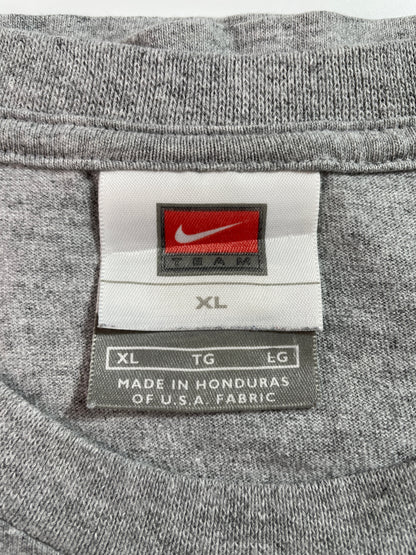 TEAM
XL
XL TG EG
MADE IN HONDURAS
OF U.S.A. FABRIC